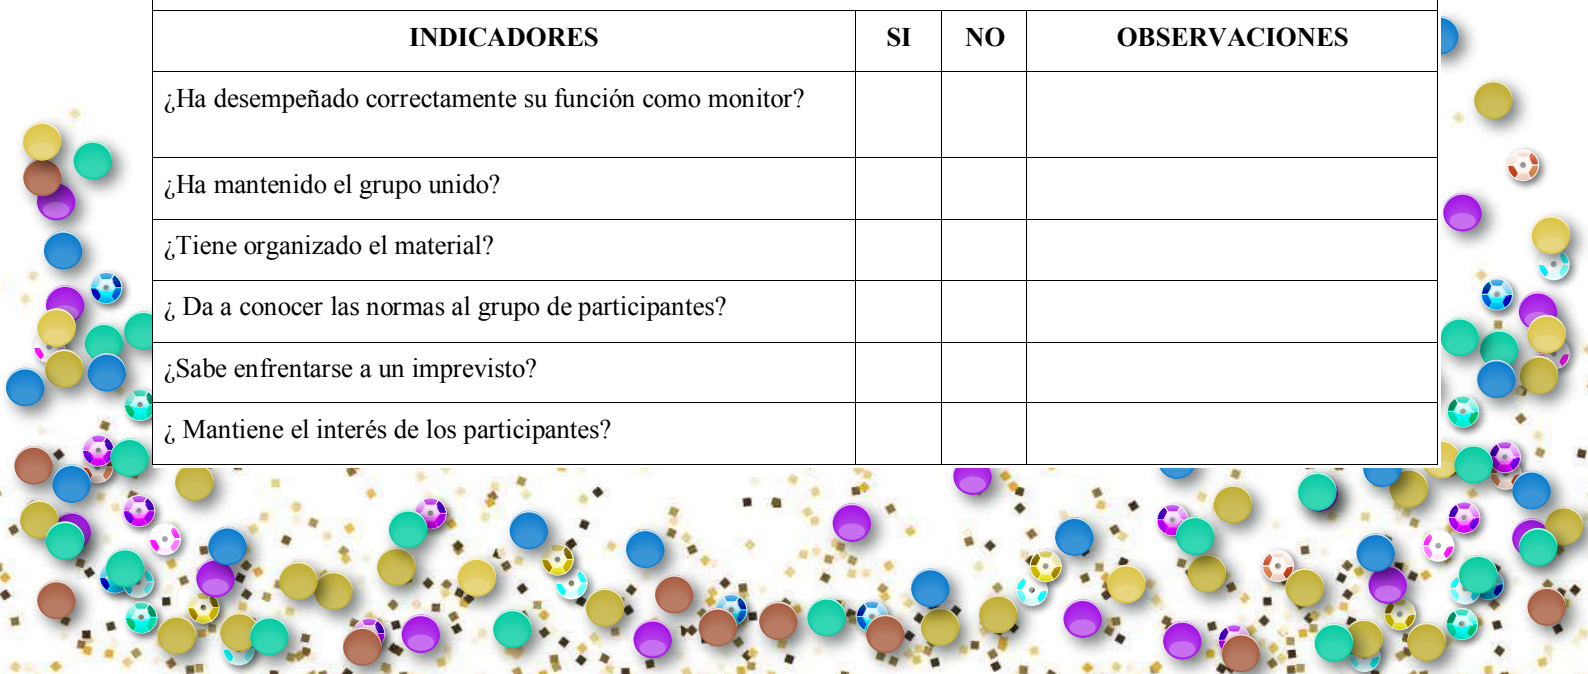 INDICADORES SI NO OBSERVACIONES
¿Ha desempeñado correctamente su función como monitor?
¿Ha mantenido el grupo unido?
¿Tiene organizado el material?
¿ Da a conocer las normas al grupo de participantes?
¿Sabe enfrentarse a un imprevisto?
¿ Mantiene el interés de los participantes?